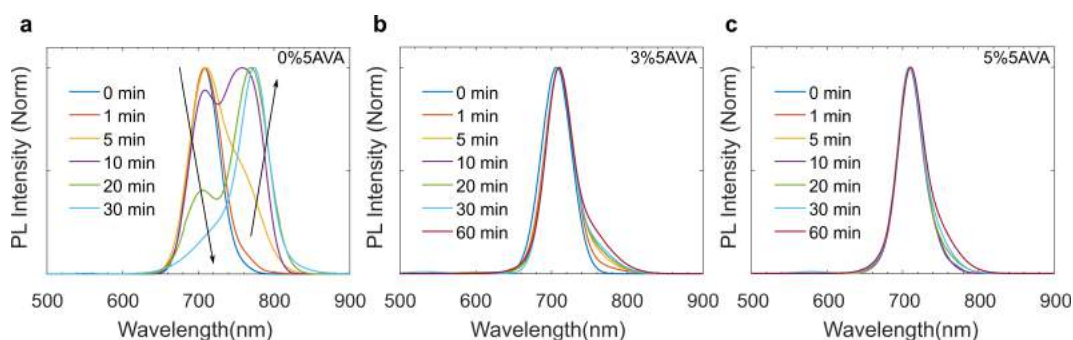 a
0%5AVA
0 min
1 min
5 min
10 min
20 min
30 min
PL Intensity (Norm)
500 600 700 800 900
Wavelength(nm)
b
3%5AVA
0 min
1 min
5 min
10 min
20 min
30 min
60 min
PL Intensity (Norm)
500 600 700 800 900
Wavelength(nm)
c
5%5AVA
0 min
1 min
5 min
10 min
20 min
30 min
60 min
PL Intensity (Norm)
500 600 700 800 900
Wavelength(nm)